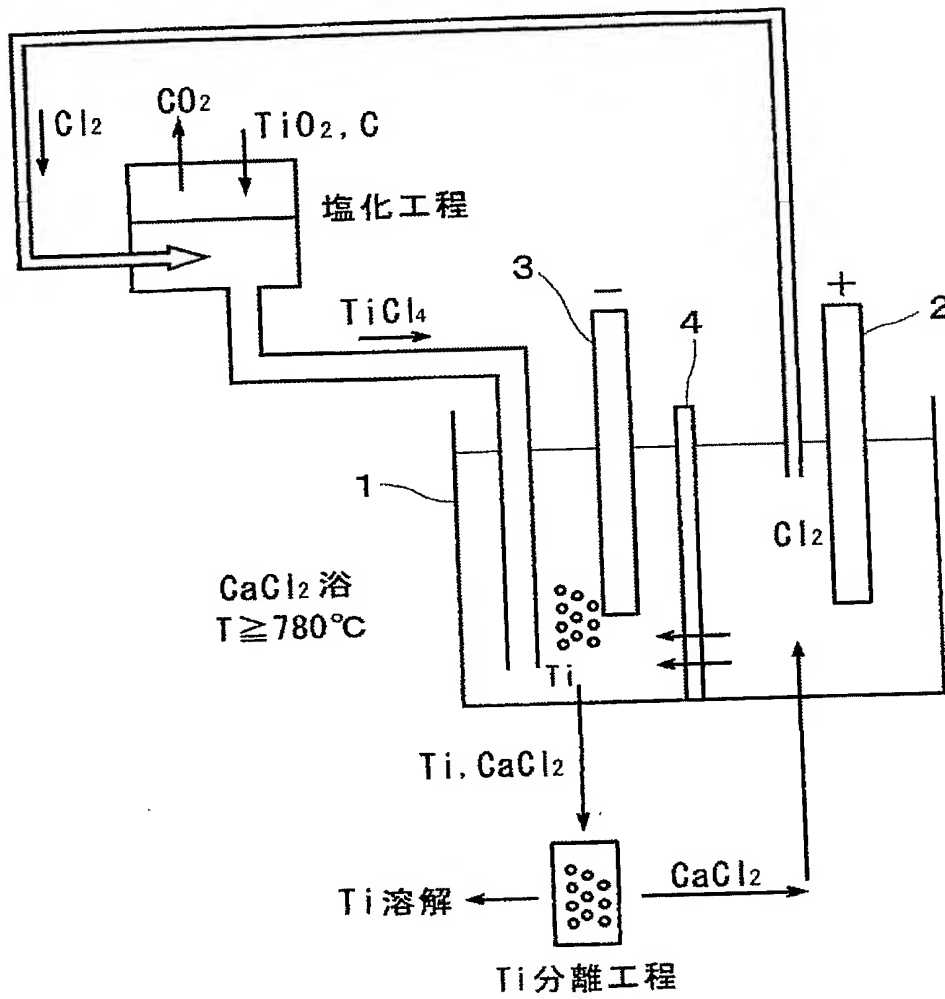 CO₂
Cl₂
TiO₂, C
塩化工程
3
−
+
2
TiCl₄
4
1
Cl₂
CaCl₂浴
T≧780℃
Ti
Ti, CaCl₂
CaCl₂
Ti溶解
Ti分離工程